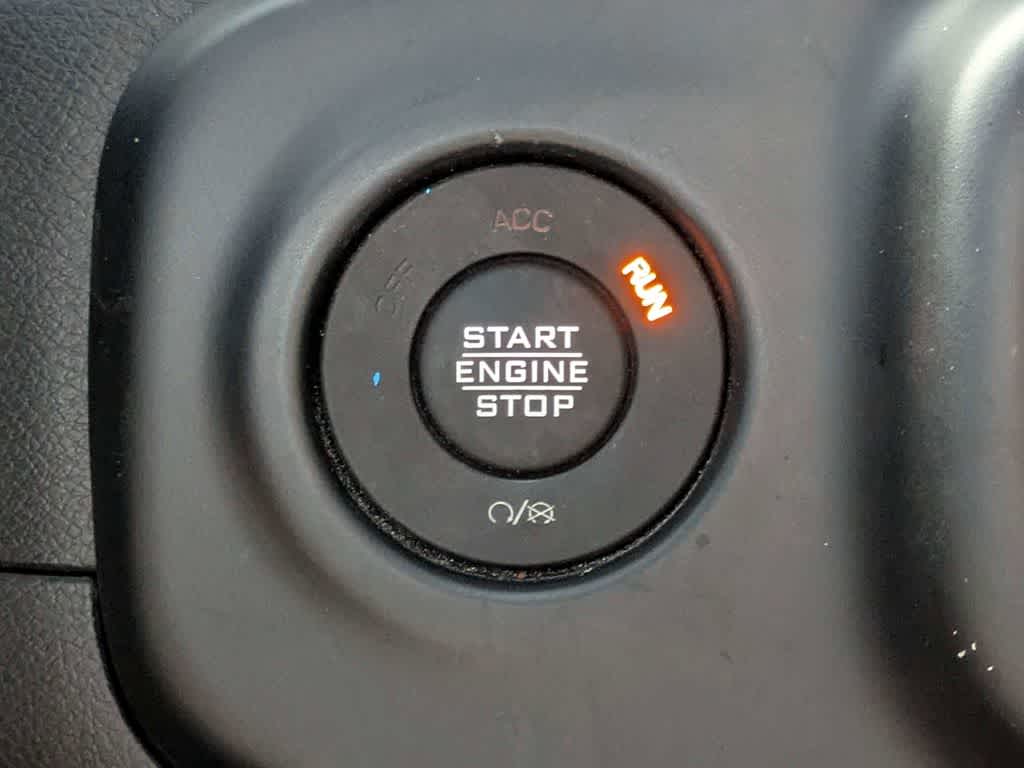 ACC
OFF
RUN
START
ENGINE
STOP